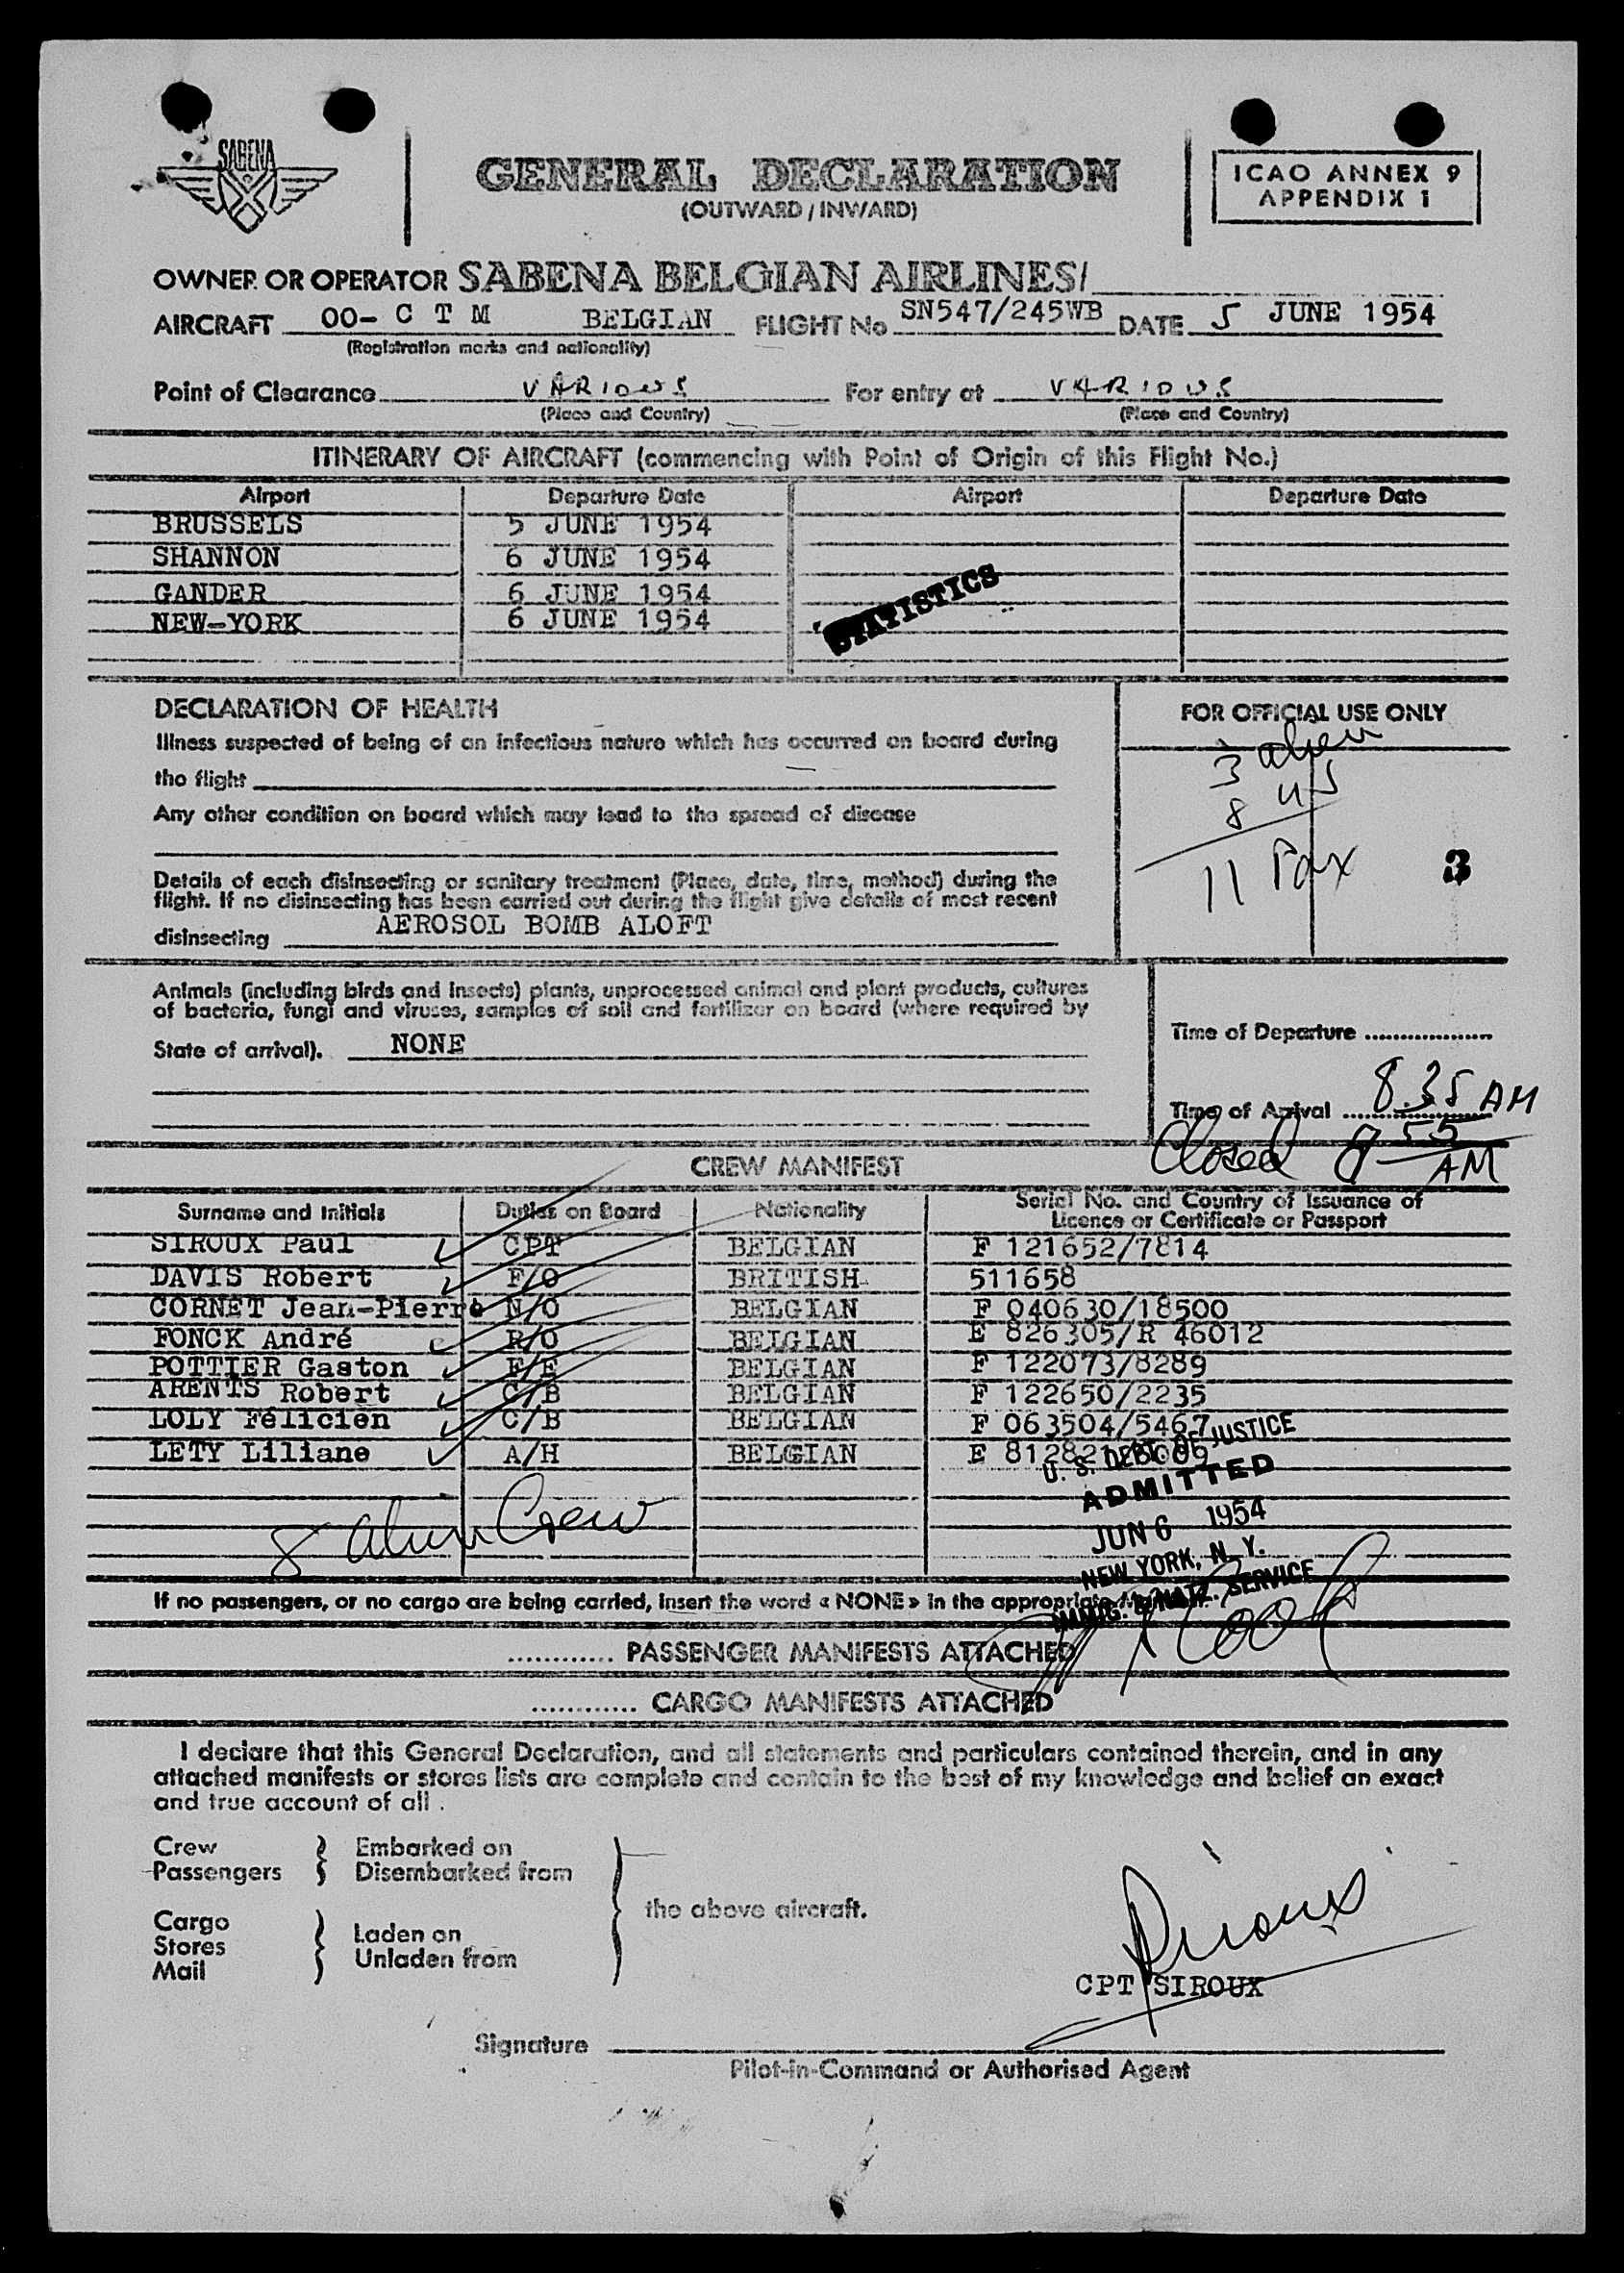 SABENA
GENERAL DECLARATION
(OUTWARD / INWARD)
ICAO ANNEX 9
APPENDIX 1
OWNER OR OPERATOR SABENA BELGIAN AIRLINES/
AIRCRAFT OO- C T M BELGIAN FLIGHT No SN547/245WB DATE 5 JUNE 1954
(Registration marks and nationality)
Point of Clearance VARIOUS For entry at VARIOUS
(Place and Country) (Place and Country)
ITINERARY OF AIRCRAFT (commencing with Point of Origin of this Flight No.)
Airport Departure Date Airport Departure Date
BRUSSELS 5 JUNE 1954
SHANNON 6 JUNE 1954
GANDER 6 JUNE 1954
NEW-YORK 6 JUNE 1954
STATISTICS
DECLARATION OF HEALTH
Illness suspected of being of an infectious nature which has occurred on board during
the flight
Any other condition on board which may lead to the spread of disease
Details of each disinsecting or sanitary treatment (Place, date, time, method) during the
flight. If no disinsecting has been carried out during the flight give details of most recent
disinsecting AEROSOL BOMB ALOFT
FOR OFFICIAL USE ONLY
3 alien
8 US
11 Pax
3
Animals (including birds and insects) plants, unprocessed animal and plant products, cultures
of bacteria, fungi and viruses, samples of soil and fertilizer on board (where required by
State of arrival). NONE
Time of Departure ..................
Time of Arrival 8.35 AM
Closed 8 55 AM
CREW MANIFEST
Surname and initials Duties on Board Nationality Serial No. and Country of Issuance of
Licence or Certificate or Passport
SIROUX Paul CPT BELGIAN F 121652/7814
DAVIS Robert F/O BRITISH 511658
CORNET Jean-Pierre N/O BELGIAN F 040630/18500
FONCK André R/O BELGIAN E 826305/R 46012
POTTIER Gaston F/E BELGIAN F 122073/8289
ARENTS Robert C/B BELGIAN F 122650/2235
LOLY Félicien C/B BELGIAN F 063504/5467
LETY Liliane A/H BELGIAN E
8 alien Crew
U. S. DEPT. OF JUSTICE
ADMITTED
JUN 6 1954
NEW YORK, N. Y.
IMMIG. & NATZ. SERVICE
If no passengers, or no cargo are being carried, insert the word « NONE » in the appropriate
............ PASSENGER MANIFESTS ATTACHED
............ CARGO MANIFESTS ATTACHED
I declare that this General Declaration, and all statements and particulars contained therein, and in any
attached manifests or stores lists are complete and contain to the best of my knowledge and belief an exact
and true account of all .
Crew Embarked on
Passengers Disembarked from
the above aircraft.
Cargo
Stores Laden on
Mail Unladen from
Siroux
CPT SIROUX
Signature
Pilot-in-Command or Authorised Agent